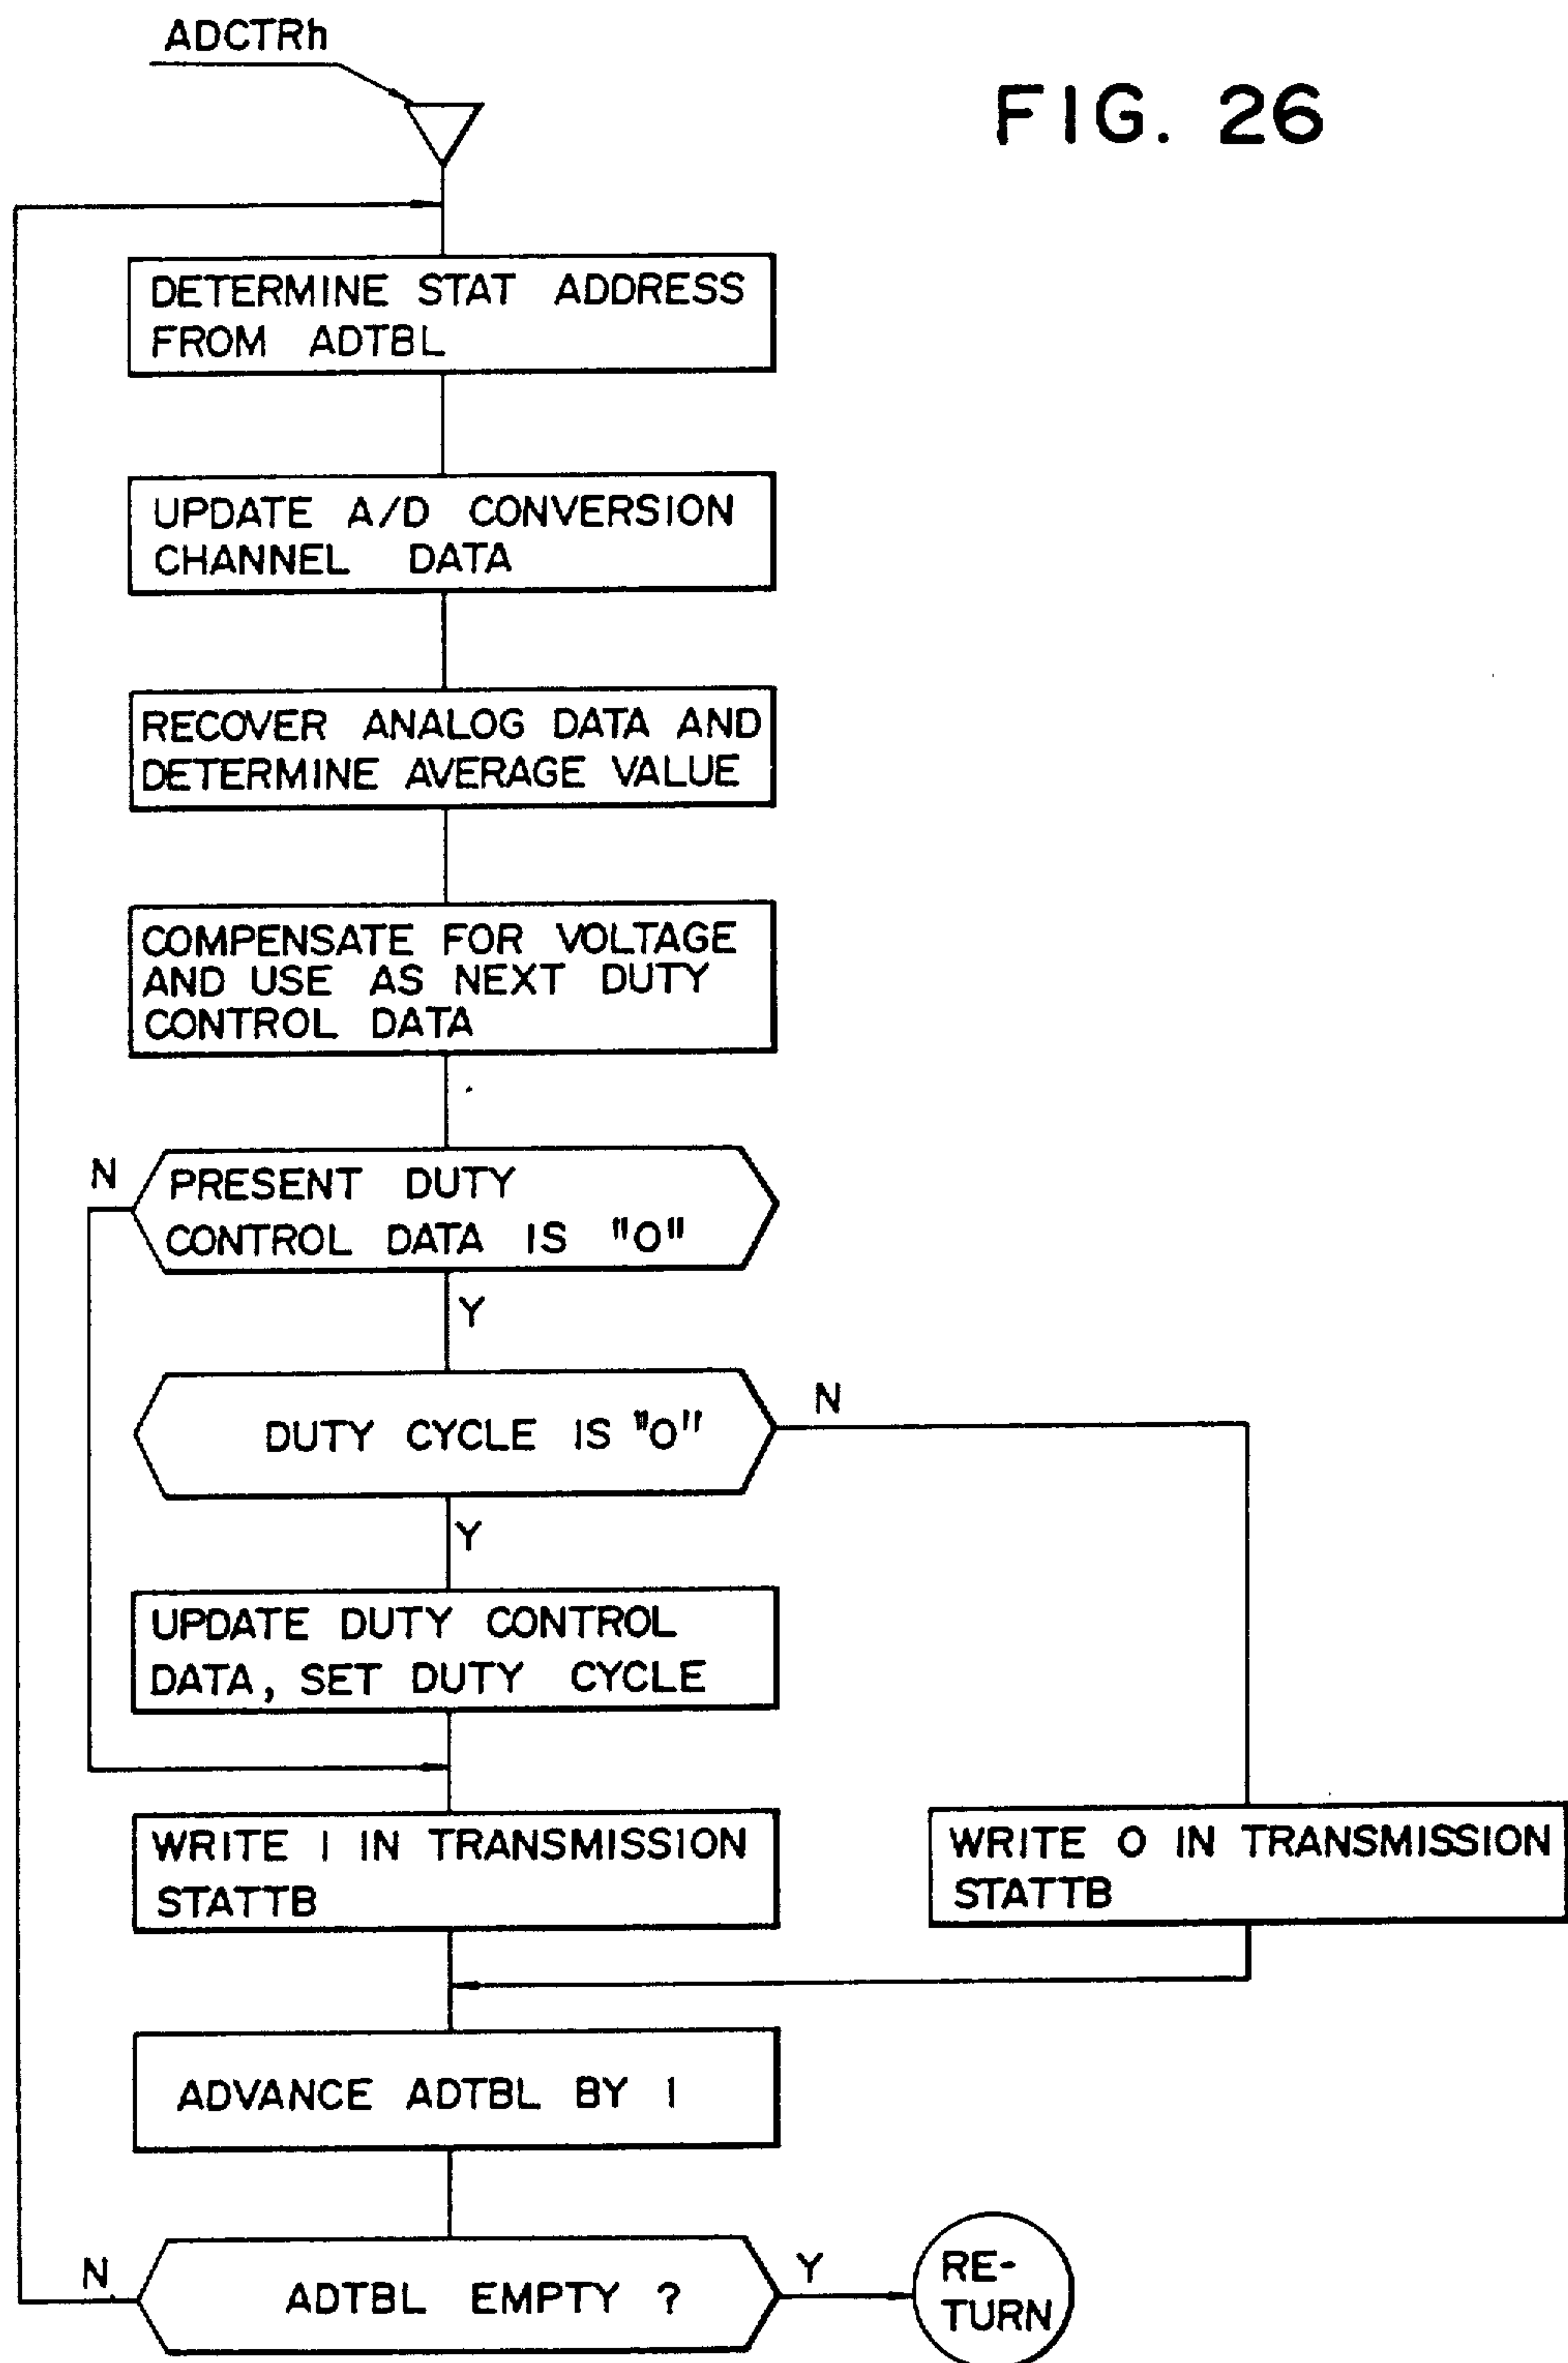 ADCTRh
FIG. 26
DETERMINE STAT ADDRESS
FROM ADTBL
UPDATE A/D CONVERSION
CHANNEL DATA
RECOVER ANALOG DATA AND
DETERMINE AVERAGE VALUE
COMPENSATE FOR VOLTAGE
AND USE AS NEXT DUTY
CONTROL DATA
N
PRESENT DUTY
CONTROL DATA IS "0"
Y
DUTY CYCLE IS "0"
N
Y
UPDATE DUTY CONTROL
DATA, SET DUTY CYCLE
WRITE 1 IN TRANSMISSION
STATTB
WRITE 0 IN TRANSMISSION
STATTB
ADVANCE ADTBL BY 1
N
ADTBL EMPTY ?
Y
RE-
TURN